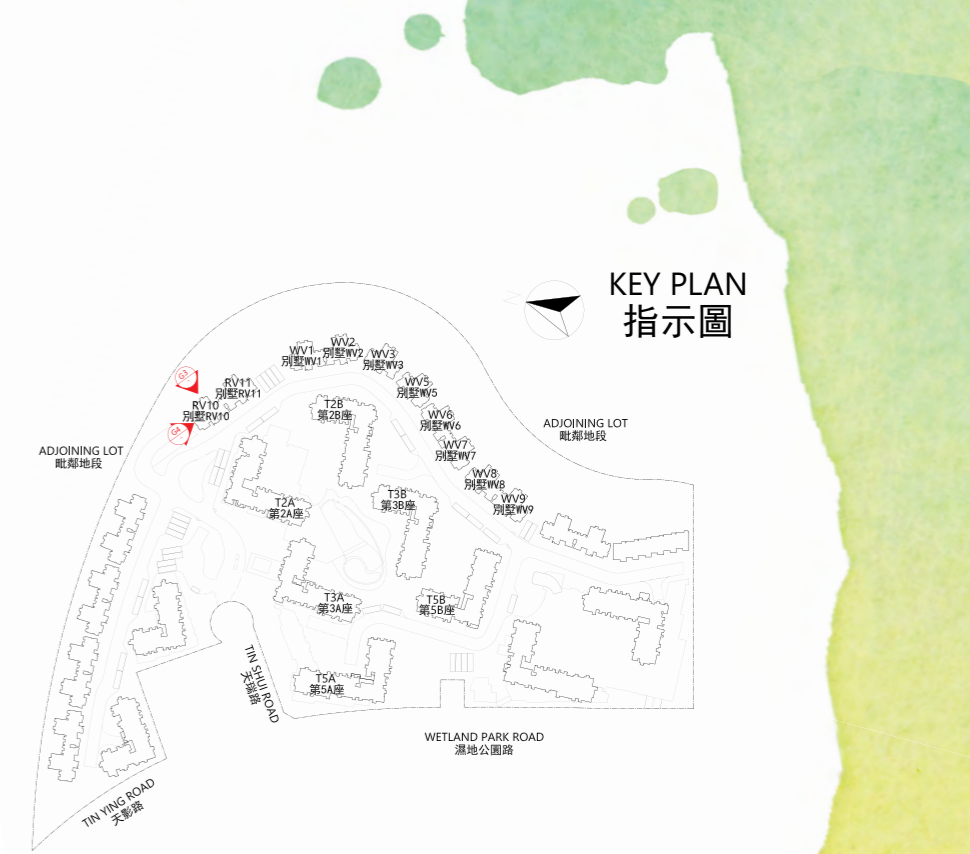 KEY PLAN
指示圖
N
WV2
別墅WV2
WV1
別墅WV1
WV3
別墅WV3
G3
RV11
別墅RV11
WV5
別墅WV5
RV10
別墅RV10
T2B
第2B座
WV6
別墅WV6
G4
ADJOINING LOT
毗鄰地段
ADJOINING LOT
毗鄰地段
WV7
別墅WV7
WV8
別墅WV8
T3B
第3B座
WV9
別墅WV9
T2A
第2A座
T3A
第3A座
T5B
第5B座
T5A
第5A座
TIN SHUI ROAD
天瑞路
WETLAND PARK ROAD
濕地公園路
TIN YING ROAD
天影路